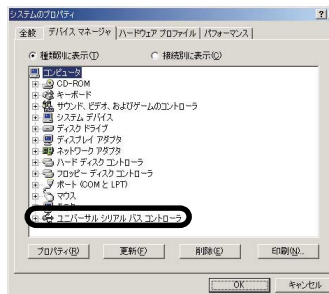 システムのプロパティ
全般 デバイス マネージャ ハードウェア プロファイル パフォーマンス
種類別に表示(T) 接続別に表示(C)
コンピュータ
CD-ROM
キーボード
サウンド、ビデオ、およびゲームのコントローラ
システム デバイス
ディスク ドライブ
ディスプレイ アダプタ
ネットワーク アダプタ
ハード ディスク コントローラ
フロッピー ディスク コントローラ
ポート (COM と LPT)
マウス
ユニバーサル シリアル バス コントローラ
プロパティ(R) 更新(F) 削除(E) 印刷(N)...
OK キャンセル